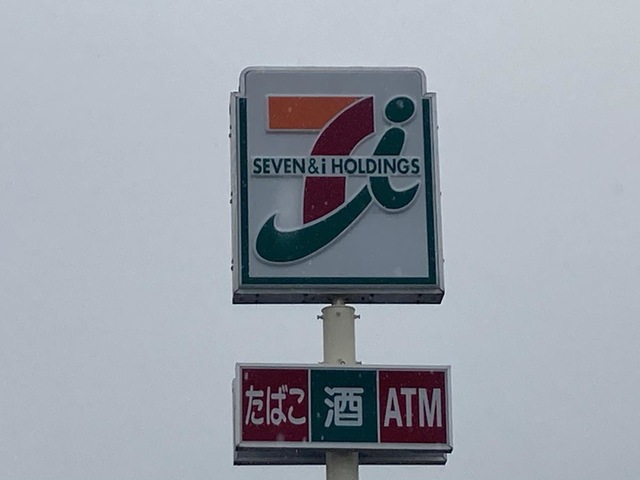 SEVEN & i HOLDINGS
たばこ 酒 ATM